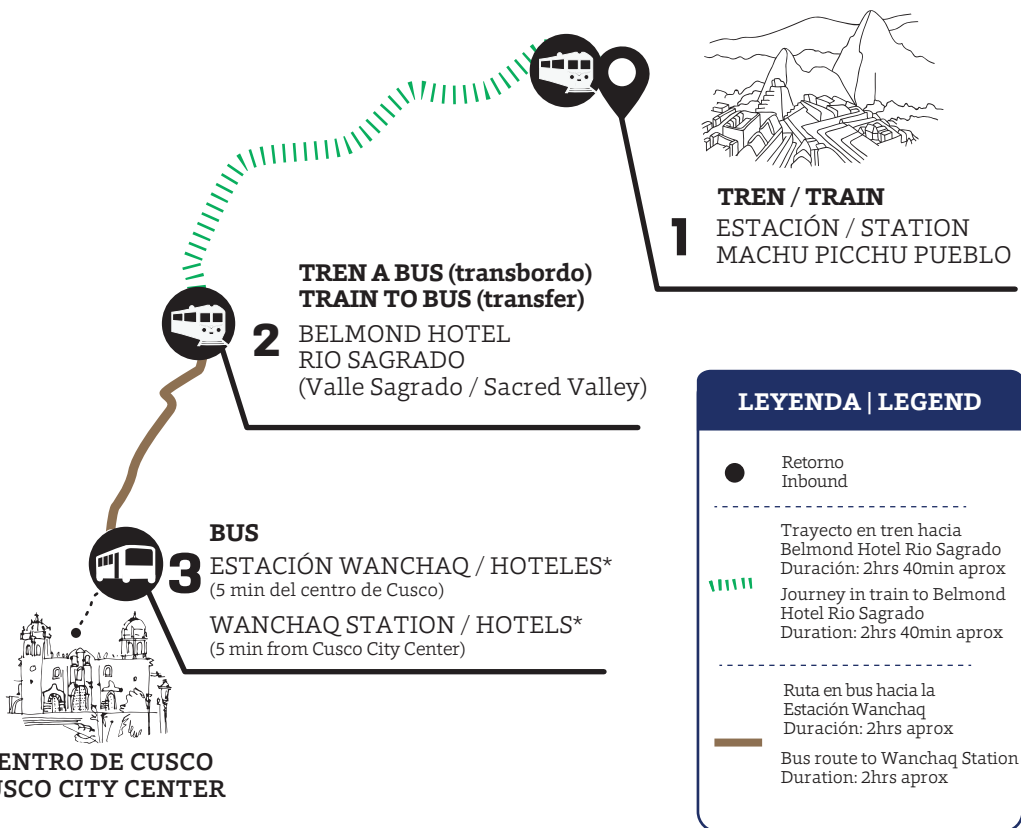 TREN / TRAIN
1
ESTACIÓN / STATION
MACHU PICCHU PUEBLO
TREN A BUS (transbordo)
TRAIN TO BUS (transfer)
2
BELMOND HOTEL
RIO SAGRADO
(Valle Sagrado / Sacred Valley)
BUS
3
ESTACIÓN WANCHAQ / HOTELES*
(5 min del centro de Cusco)
WANCHAQ STATION / HOTELS*
(5 min from Cusco City Center)
ENTRO DE CUSCO
USCO CITY CENTER
LEYENDA | LEGEND
Retorno
Inbound
Trayecto en tren hacia
Belmond Hotel Rio Sagrado
Duración: 2hrs 40min aprox
Journey in train to Belmond
Hotel Rio Sagrado
Duration: 2hrs 40min aprox
Ruta en bus hacia la
Estación Wanchaq
Duración: 2hrs aprox
Bus route to Wanchaq Station
Duration: 2hrs aprox